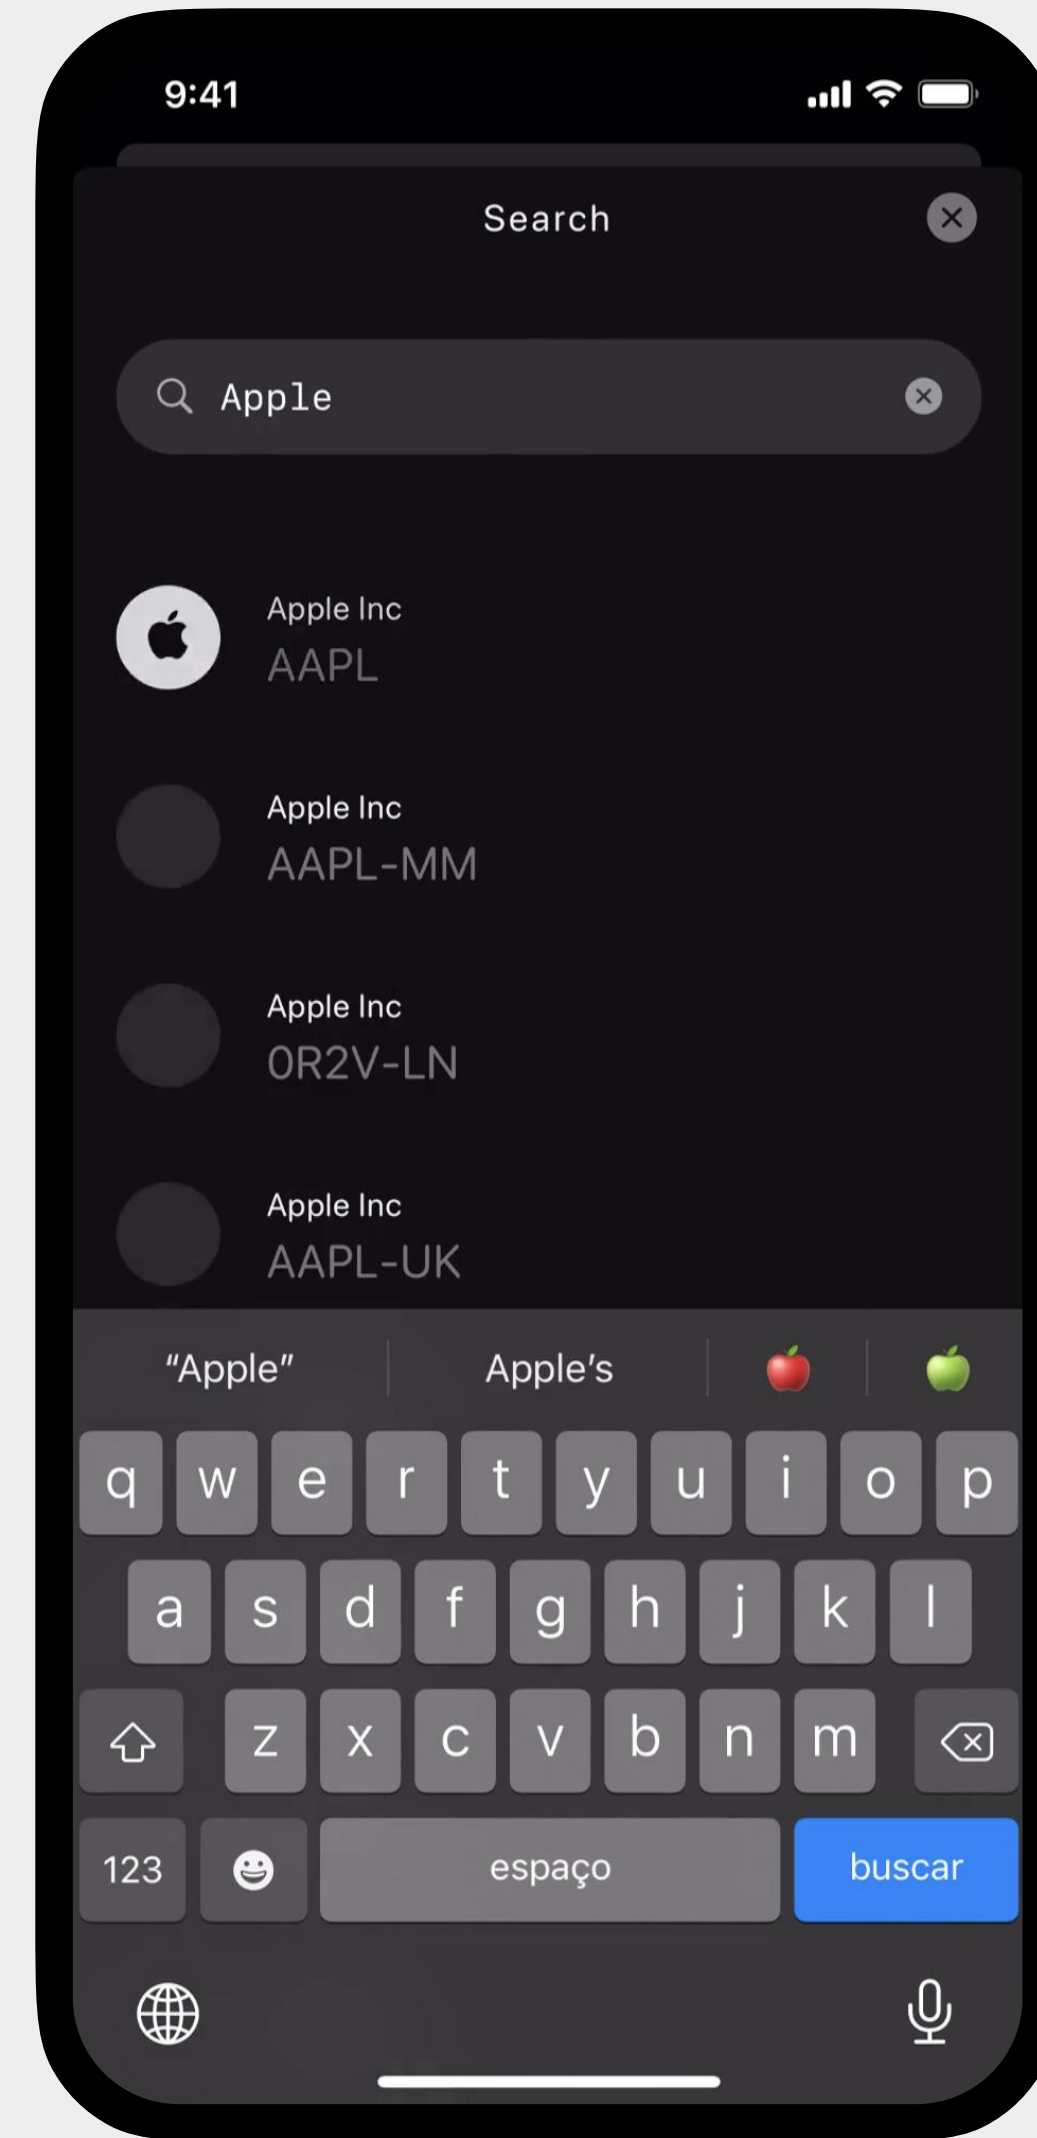 9:41
Search
Apple
Apple Inc
AAPL
Apple Inc
AAPL-MM
Apple Inc
0R2V-LN
Apple Inc
AAPL-UK
“Apple” Apple’s
q w e r t y u i o p
a s d f g h j k l
z x c v b n m
123 espaço buscar